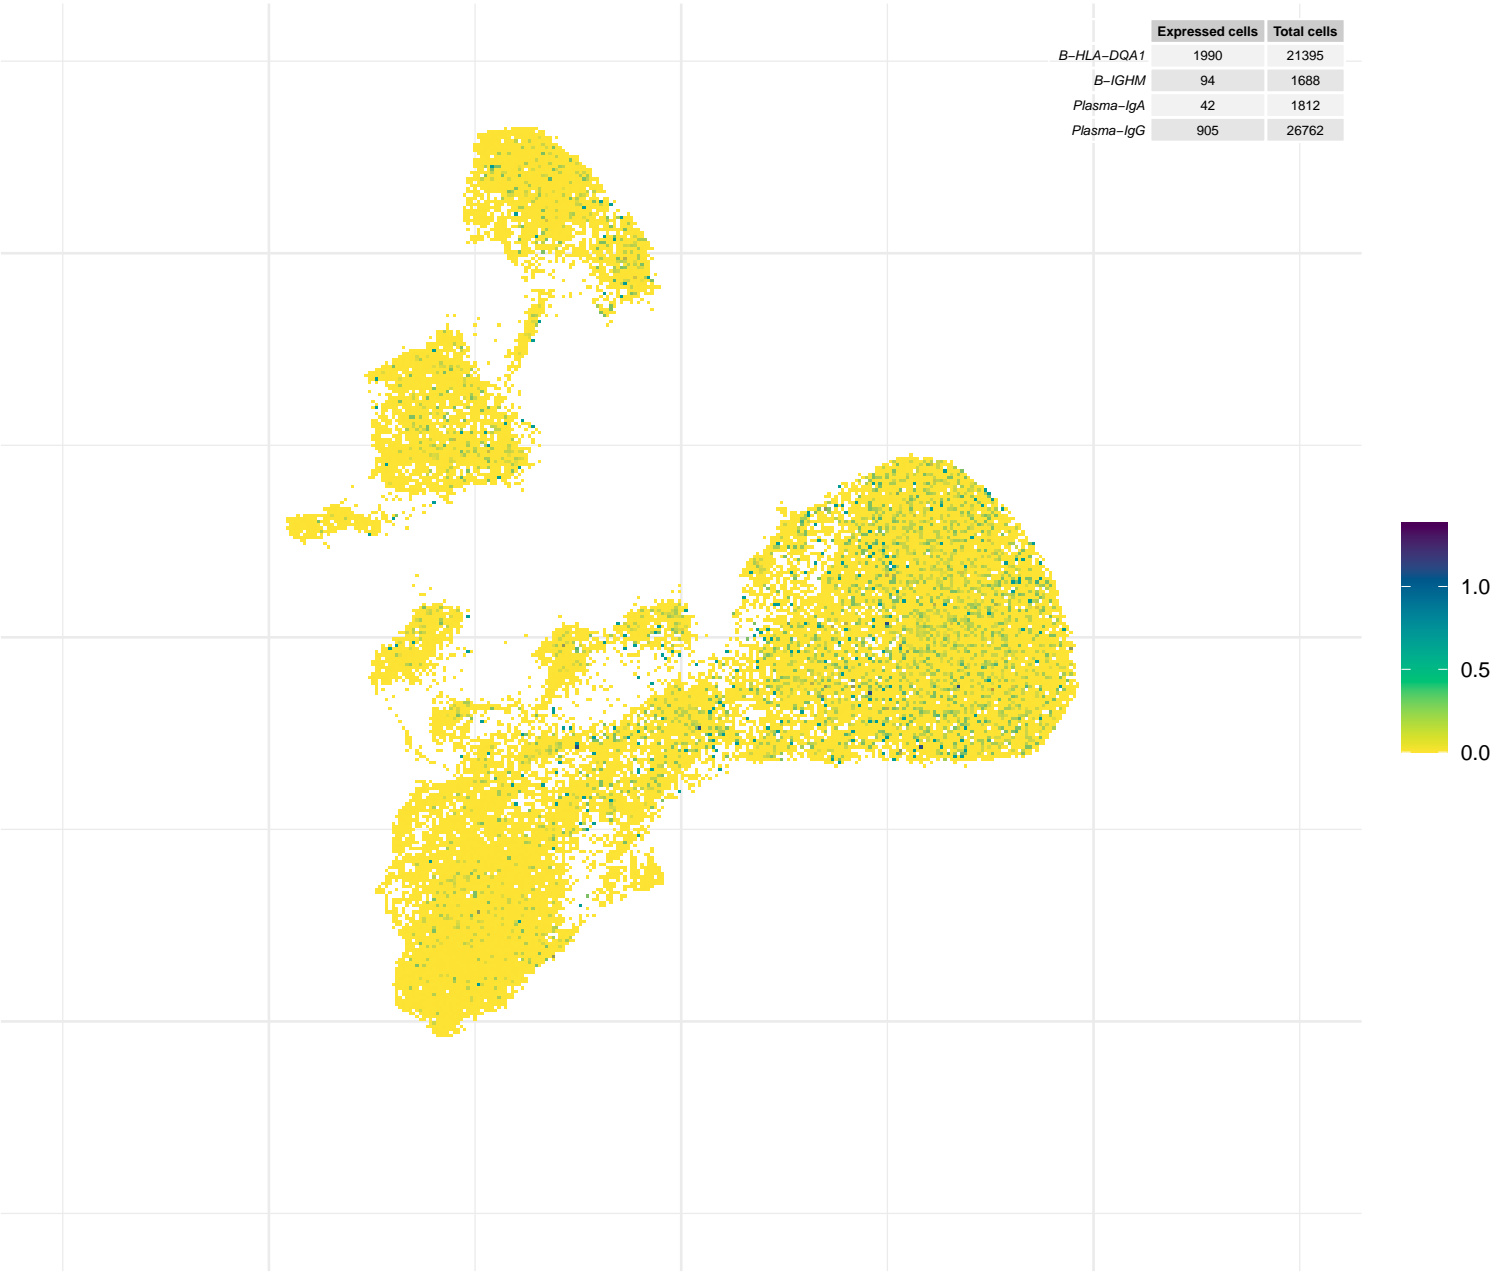 Expressed cells Total cells
B-HLA-DQA1 1990 21395
B-IGHM 94 1688
Plasma-IgA 42 1812
Plasma-IgG 905 26762
1.0
0.5
0.0